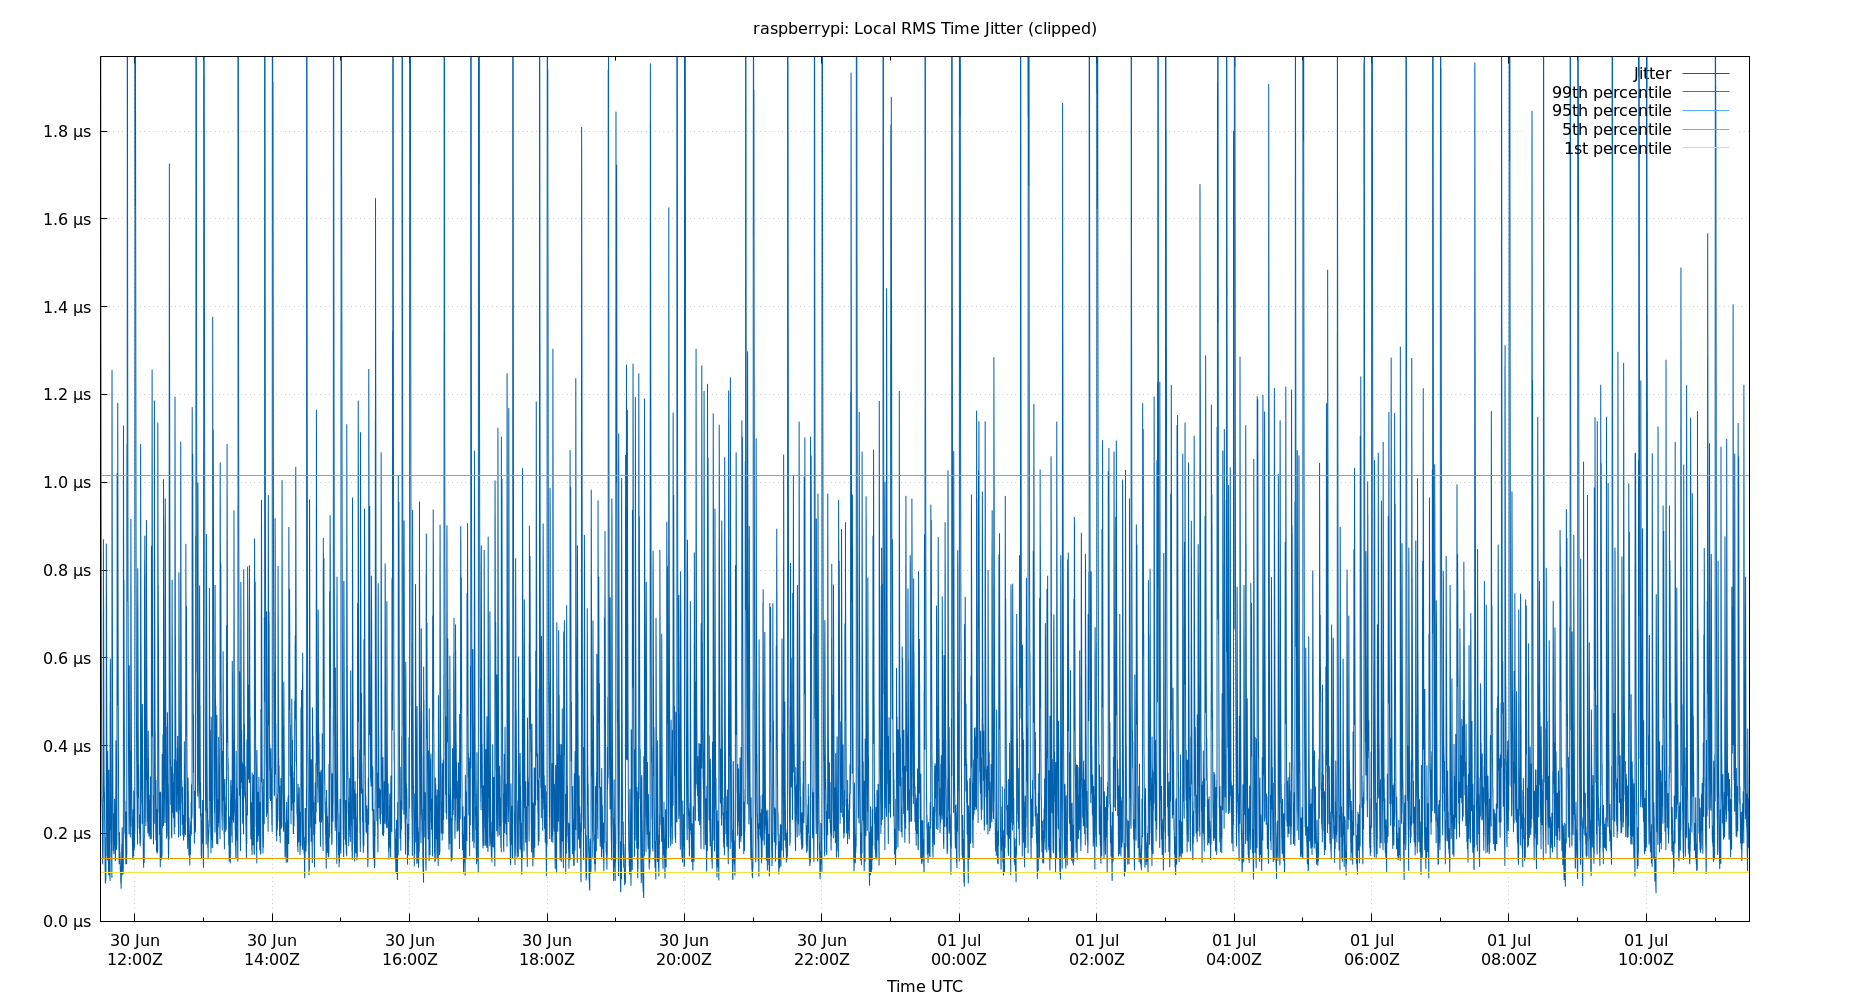 raspberrypi: Local RMS Time Jitter (clipped)
Jitter
99th percentile
95th percentile
5th percentile
1st percentile
1.8 µs
1.6 µs
1.4 µs
1.2 µs
1.0 µs
0.8 µs
0.6 µs
0.4 µs
0.2 µs
0.0 µs
30 Jun 30 Jun 30 Jun 30 Jun 30 Jun 30 Jun 01 Jul 01 Jul 01 Jul 01 Jul 01 Jul 01 Jul
12:00Z 14:00Z 16:00Z 18:00Z 20:00Z 22:00Z 00:00Z 02:00Z 04:00Z 06:00Z 08:00Z 10:00Z
Time UTC